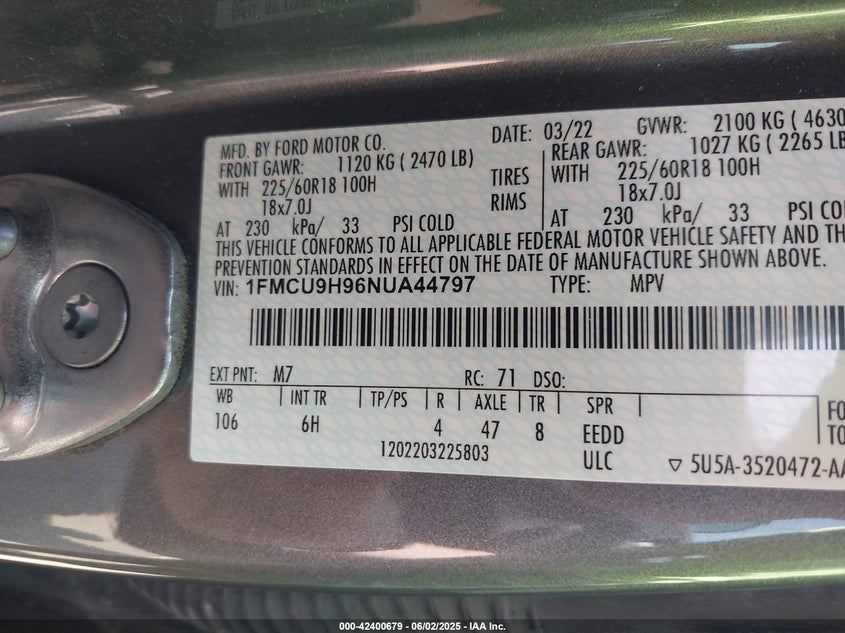 MFD. BY FORD MOTOR CO.
DATE: 03/22 GVWR: 2100 KG ( 4630
FRONT GAWR: 1120 KG ( 2470 LB)
REAR GAWR: 1027 KG ( 2265 LB
WITH 225/60R18 100H TIRES WITH 225/60R18 100H
18x7.0J RIMS 18x7.0J
AT 230 kPa/ 33 PSI COLD AT 230 kPa/ 33 PSI COL
THIS VEHICLE CONFORMS TO ALL APPLICABLE FEDERAL MOTOR VEHICLE SAFETY AND THE
PREVENTION STANDARDS IN EFFECT ON THE DATE OF MANUFACTURE SHOWN ABOVE.
VIN: 1FMCU9H96NUA44797 TYPE: MPV
EXT PNT: M7 RC: 71 DSO:
WB INT TR TP/PS R AXLE TR SPR
106 6H 4 47 8 EEDD
1202203225803 ULC
FO
TO
▽ 5U5A-3520472-AA
000-42400679 - 06/02/2025 - IAA Inc.